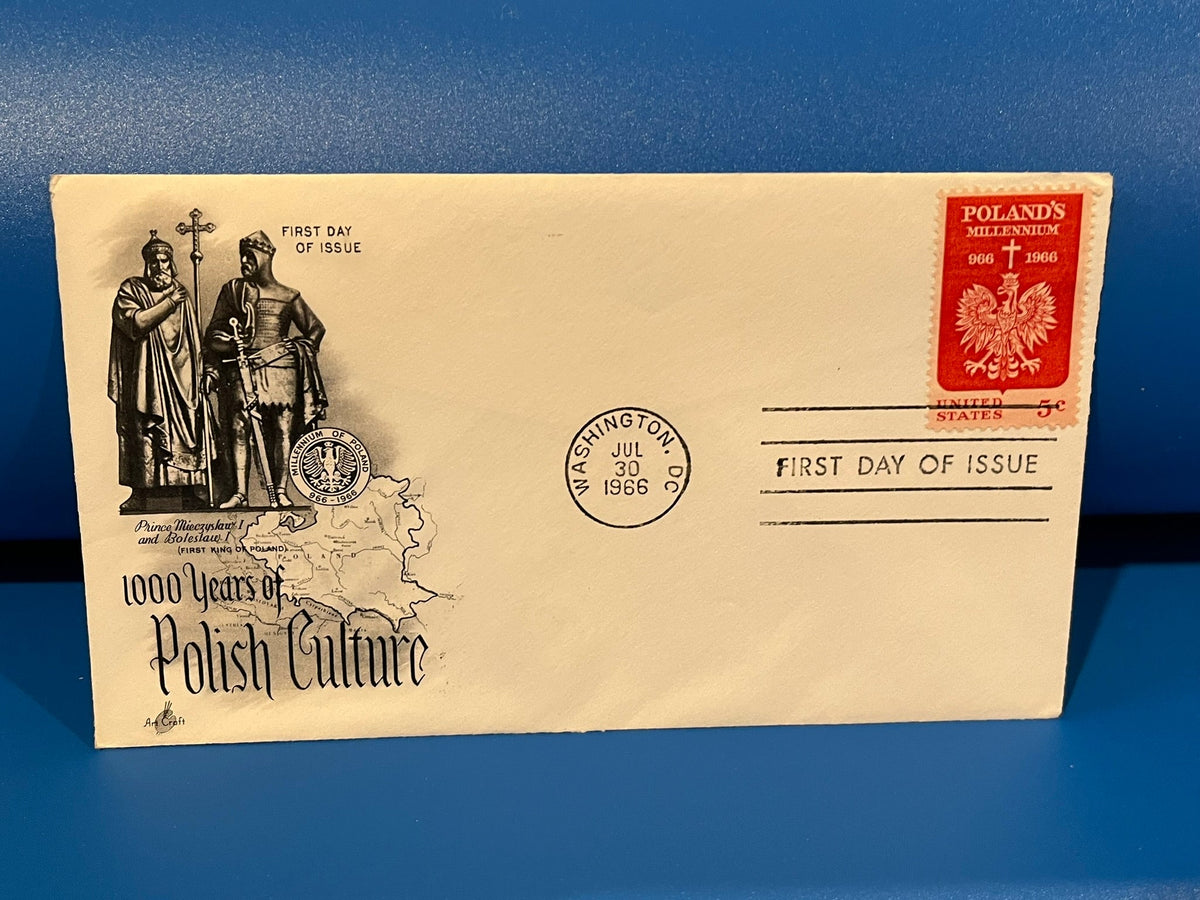 FIRST DAY
OF ISSUE
MILLENNIUM OF POLAND
966-1966
Prince Mieczyslaw I
and Boleslaw I
(FIRST KING OF POLAND)
POLAND
1000 Years of
Polish Culture
Art Craft
WASHINGTON, DC
JUL
30
1966
POLAND'S
MILLENNIUM
966 1966
UNITED
STATES 5c
FIRST DAY OF ISSUE